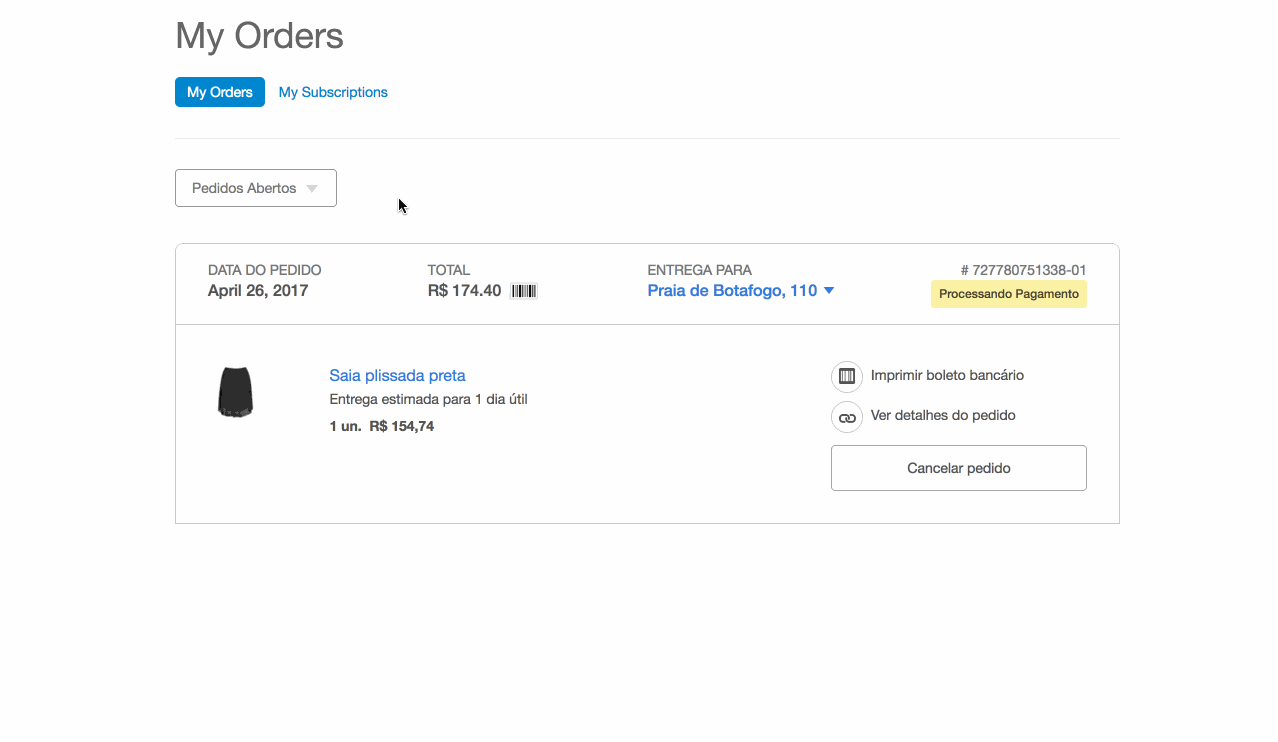 My Orders
My Orders My Subscriptions
Pedidos Abertos
DATA DO PEDIDO TOTAL ENTREGA PARA # 727780751338-01
April 26, 2017 R$ 174.40 Praia de Botafogo, 110 Processando Pagamento
Saia plissada preta
Entrega estimada para 1 dia útil
1 un. R$ 154,74
Imprimir boleto bancário
Ver detalhes do pedido
Cancelar pedido